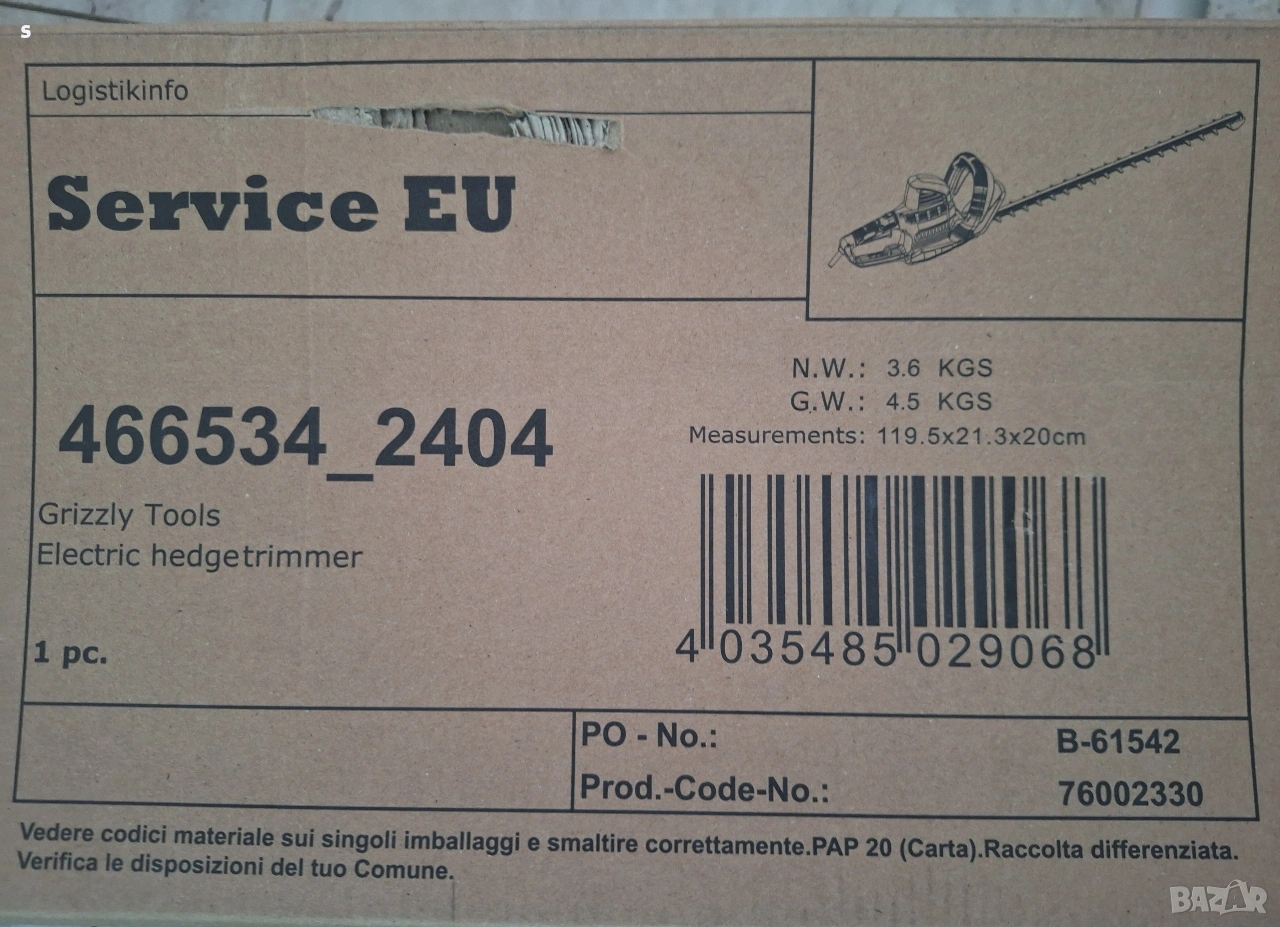 s
Logistikinfo
Service EU
N.W.: 3.6 KGS
G.W.: 4.5 KGS
Measurements: 119.5x21.3x20cm
466534_2404
Grizzly Tools
Electric hedgetrimmer
1 pc.
4 035485 029068
PO - No.: B-61542
Prod.-Code-No.: 76002330
Vedere codici materiale sui singoli imballaggi e smaltire correttamente.PAP 20 (Carta).Raccolta differenziata.
Verifica le disposizioni del tuo Comune.
BAZAR